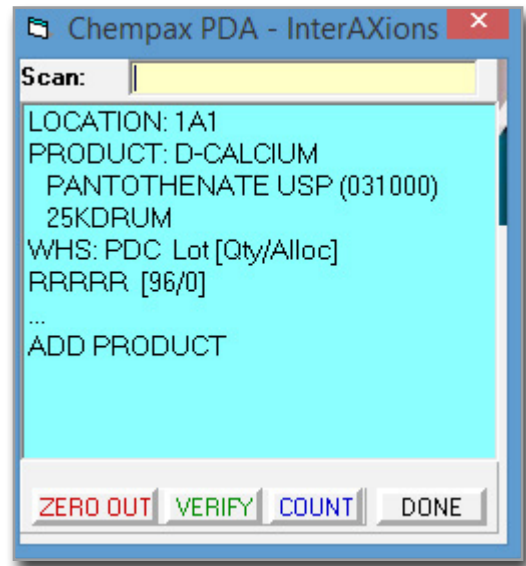 Chempax PDA - InterAXions
Scan:
LOCATION: 1A1
PRODUCT: D-CALCIUM
PANTOTHENATE USP (031000)
25KDRUM
WHS: PDC Lot [Qty/Alloc]
RRRRR [96/0]
...
ADD PRODUCT
ZERO OUT VERIFY COUNT DONE